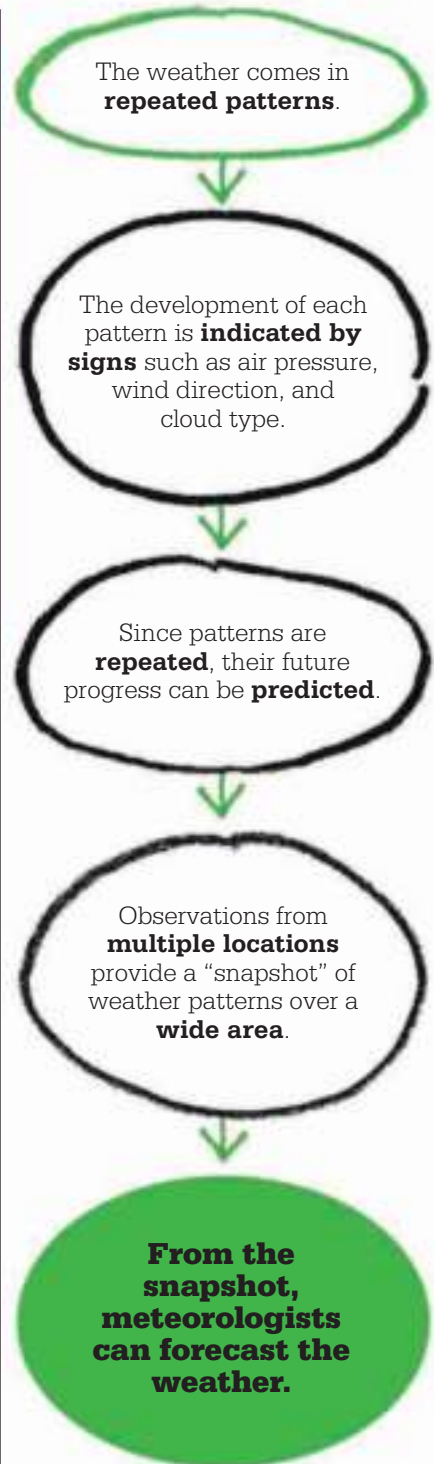 The weather comes in
repeated patterns.
The development of each
pattern is indicated by
signs such as air pressure,
wind direction, and
cloud type.
Since patterns are
repeated, their future
progress can be predicted.
Observations from
multiple locations
provide a “snapshot” of
weather patterns over a
wide area.
From the
snapshot,
meteorologists
can forecast the
weather.